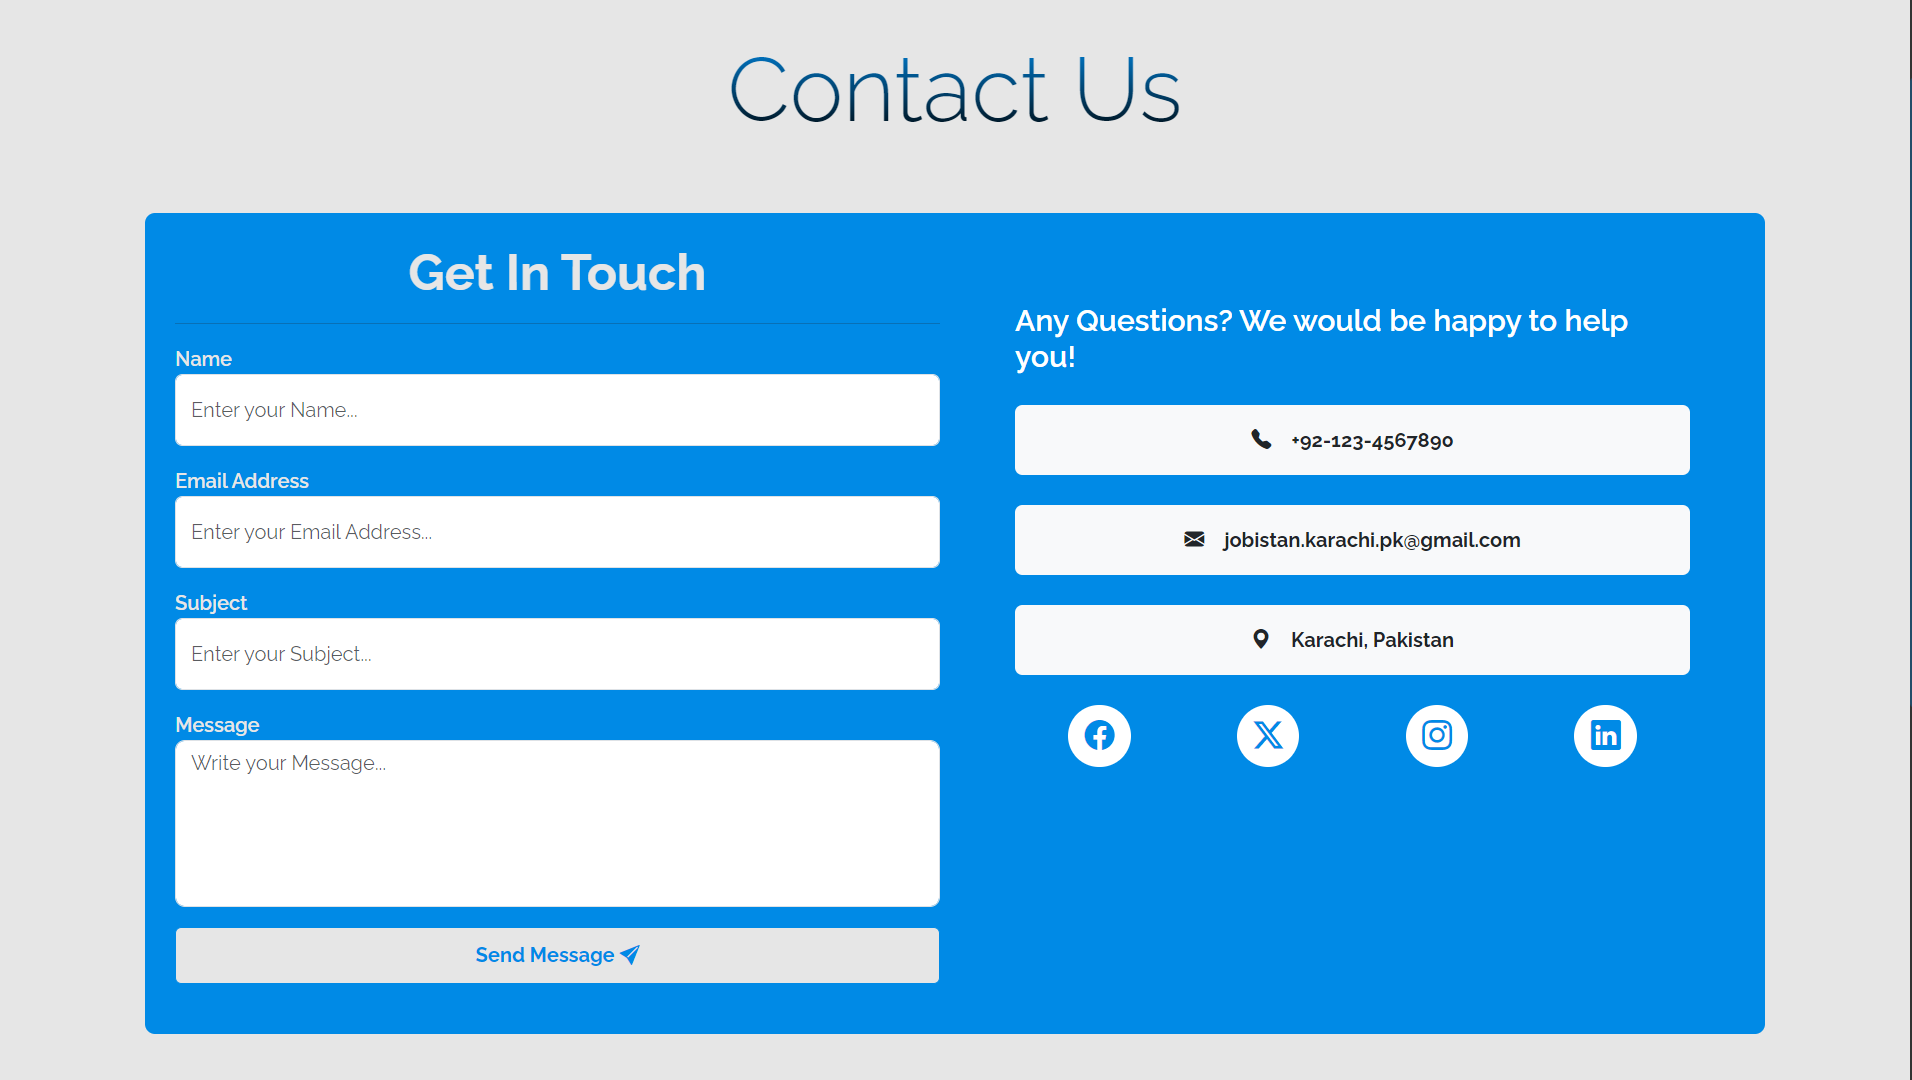 Contact Us
Get In Touch
Name
Enter your Name...
Email Address
Enter your Email Address...
Subject
Enter your Subject...
Message
Write your Message...
Send Message
Any Questions? We would be happy to help
you!
+92-123-4567890
jobistan.karachi.pk@gmail.com
Karachi, Pakistan